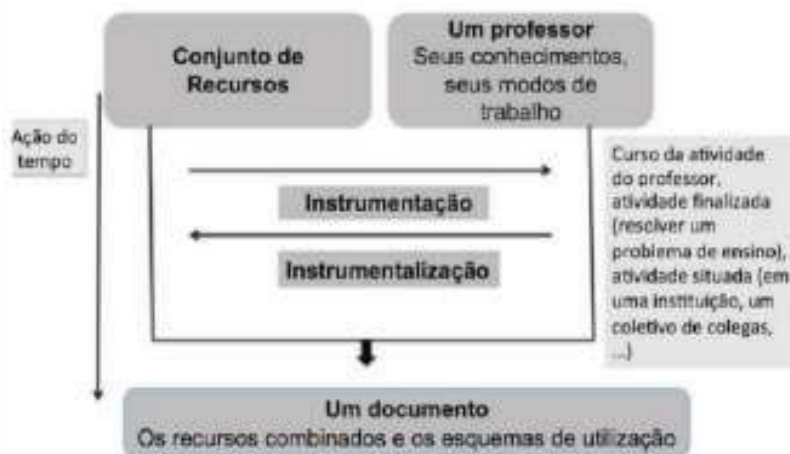 Conjunto de
Recursos
Um professor
Seus conhecimentos,
seus modos de
trabalho
Ação do
tempo
Instrumentação
Instrumentalização
Curso da atividade
do professor,
atividade finalizada
(resolver um
problema de ensino),
atividade situada (em
uma instituição, um
coletivo de colegas,
...)
Um documento
Os recursos combinados e os esquemas de utilização